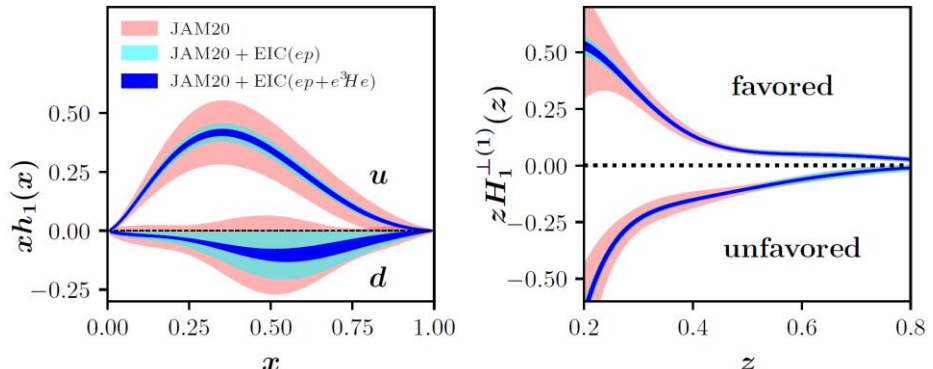 JAM20
JAM20 + EIC(ep)
JAM20 + EIC(ep+e³He)
xh₁(x)
0.50
0.25
0.00
−0.25
u
d
0.00 0.25 0.50 0.75 1.00
x
zH₁^⊥(1)(z)
0.50
0.25
0.00
−0.25
−0.50
favored
unfavored
0.2 0.4 0.6 0.8
z